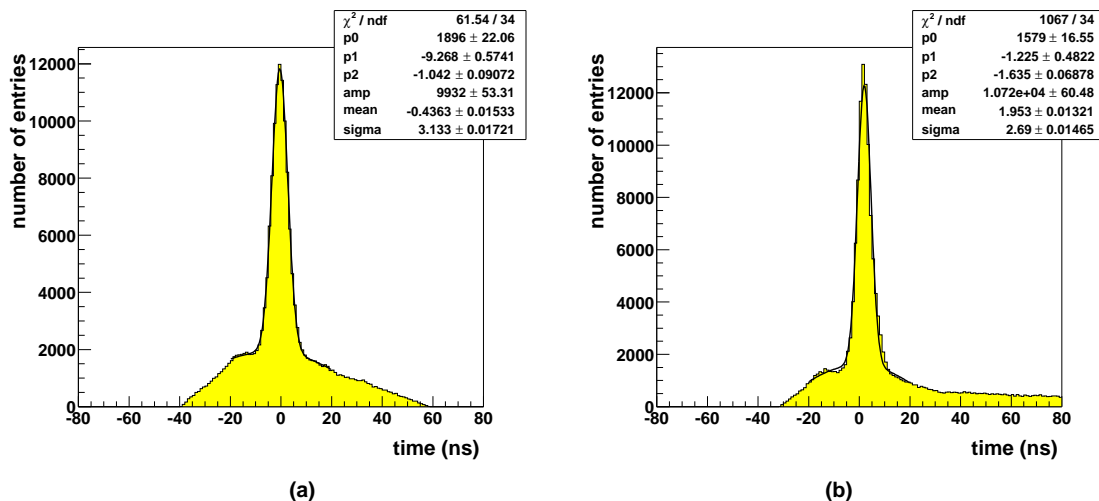 χ² / ndf 61.54 / 34
p0 1896 ± 22.06
p1 -9.268 ± 0.5741
p2 -1.042 ± 0.09072
amp 9932 ± 53.31
mean -0.4363 ± 0.01533
sigma 3.133 ± 0.01721
number of entries
12000
10000
8000
6000
4000
2000
0
-80 -60 -40 -20 0 20 40 60 80
time (ns)
(a)
χ² / ndf 1067 / 34
p0 1579 ± 16.55
p1 -1.225 ± 0.4822
p2 -1.635 ± 0.06878
amp 1.072e+04 ± 60.48
mean 1.953 ± 0.01321
sigma 2.69 ± 0.01465
number of entries
12000
10000
8000
6000
4000
2000
0
-80 -60 -40 -20 0 20 40 60 80
time (ns)
(b)